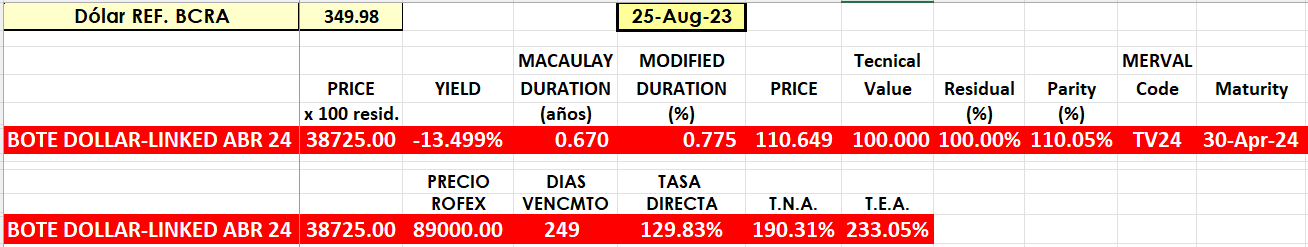 Dólar REF. BCRA 349.98 25-Aug-23
MACAULAY MODIFIED Tecnical MERVAL
PRICE YIELD DURATION DURATION PRICE Value Residual Parity Code Maturity
x 100 resid. (años) (%) (%) (%)
BOTE DOLLAR-LINKED ABR 24 38725.00 -13.499% 0.670 0.775 110.649 100.000 100.00% 110.05% TV24 30-Apr-24
PRECIO DIAS TASA
ROFEX VENCMTO DIRECTA T.N.A. T.E.A.
BOTE DOLLAR-LINKED ABR 24 38725.00 89000.00 249 129.83% 190.31% 233.05%